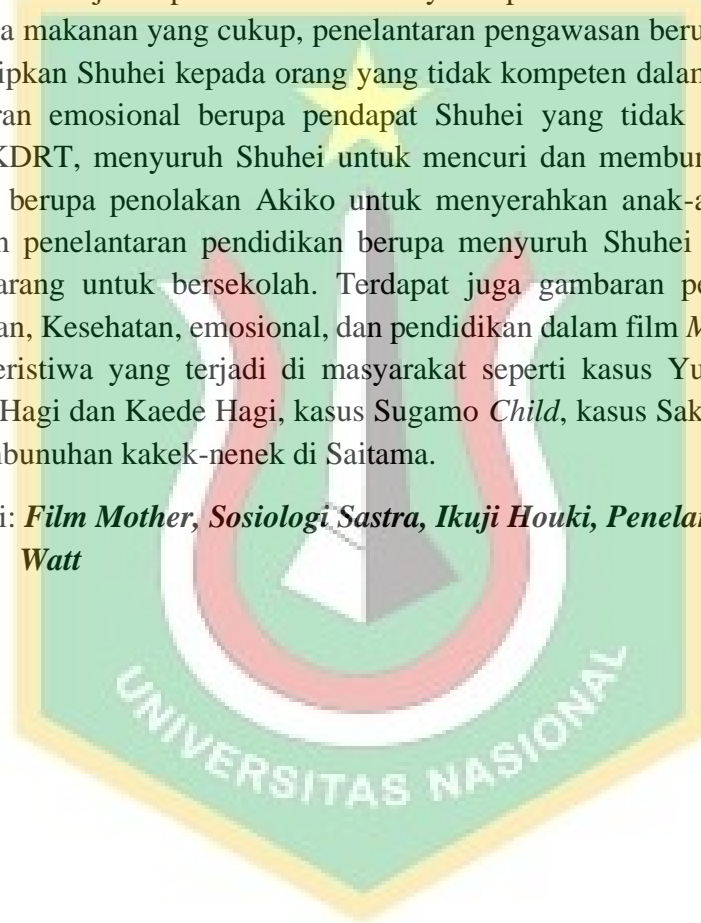 a makanan yang cukup, penelantaran pengawasan beru
ipkan Shuhei kepada orang yang tidak kompeten dalam
ran emosional berupa pendapat Shuhei yang tidak
KDRT, menyuruh Shuhei untuk mencuri dan membun
berupa penolakan Akiko untuk menyerahkan anak-a
n penelantaran pendidikan berupa menyuruh Shuhei
arang untuk bersekolah. Terdapat juga gambaran pe
an, Kesehatan, emosional, dan pendidikan dalam film M
eristiwa yang terjadi di masyarakat seperti kasus Yu
Hagi dan Kaede Hagi, kasus Sugamo Child, kasus Sak
nbunuhan kakek-nenek di Saitama.
i: Film Mother, Sosiologi Sastra, Ikuji Houki, Penela
Watt
UNIVERSITAS NASIONAL